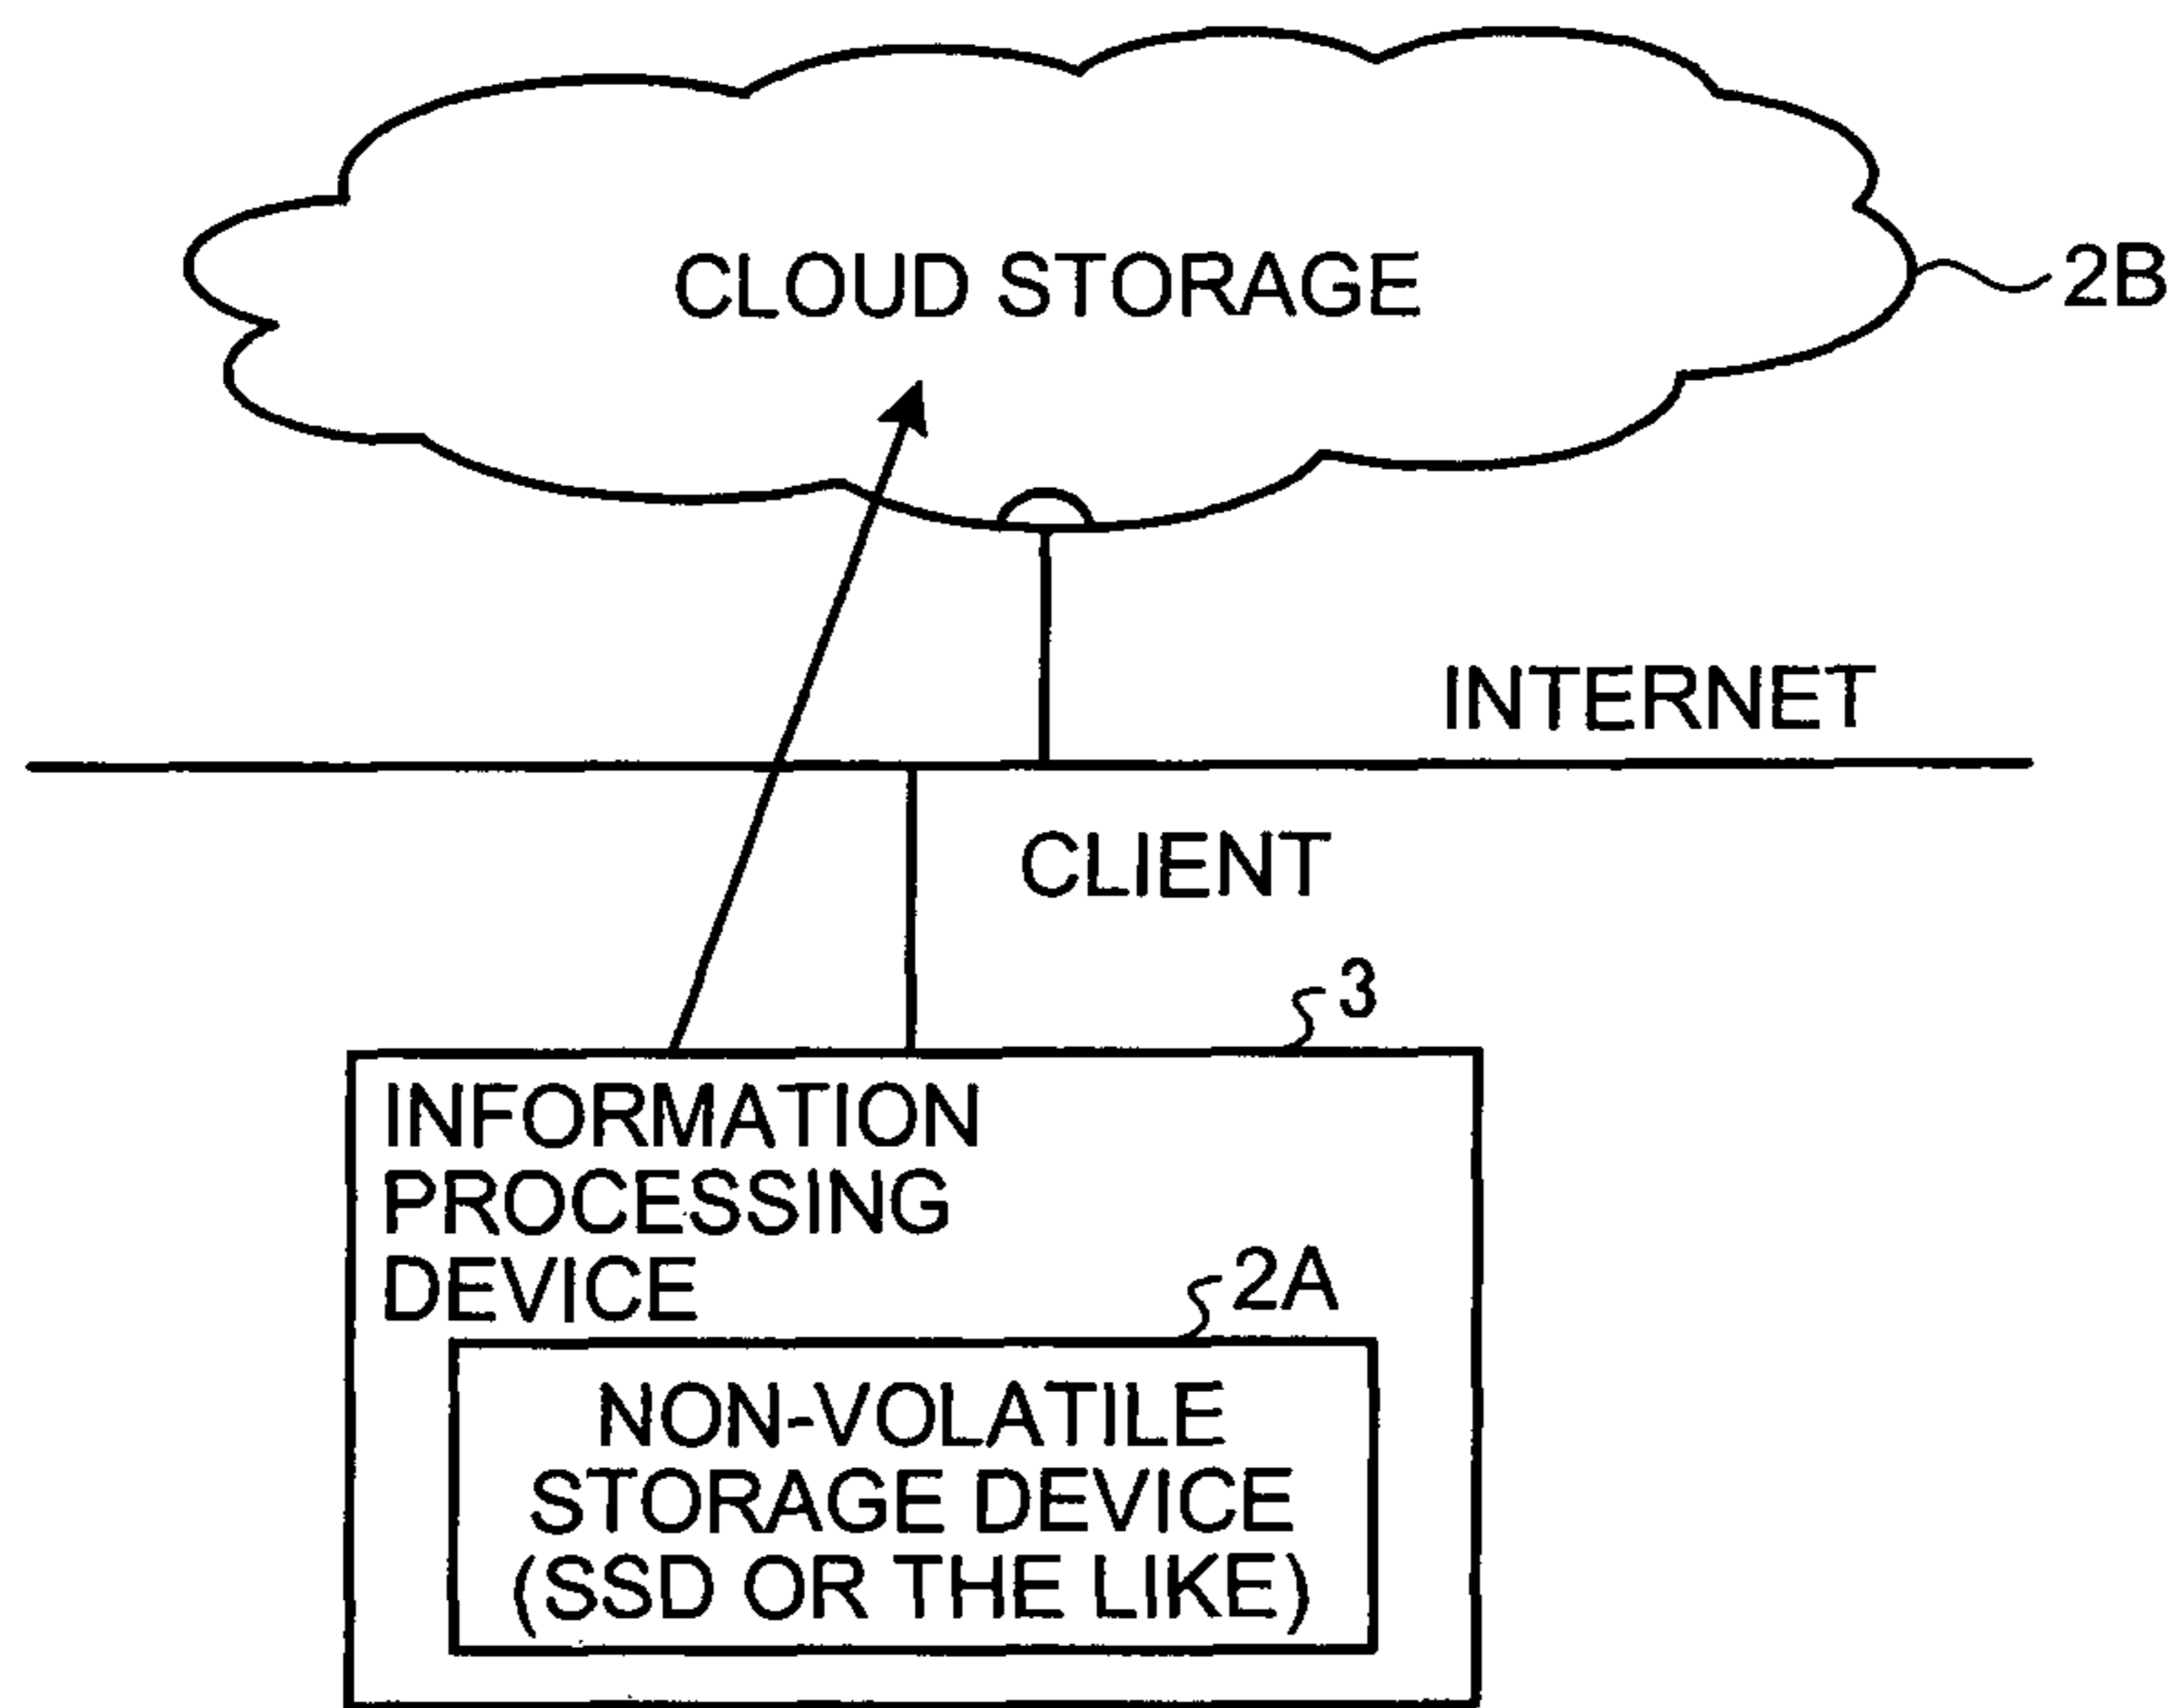 CLOUD STORAGE
2B
INTERNET
CLIENT
3
INFORMATION
PROCESSING
DEVICE
2A
NON-VOLATILE
STORAGE DEVICE
(SSD OR THE LIKE)